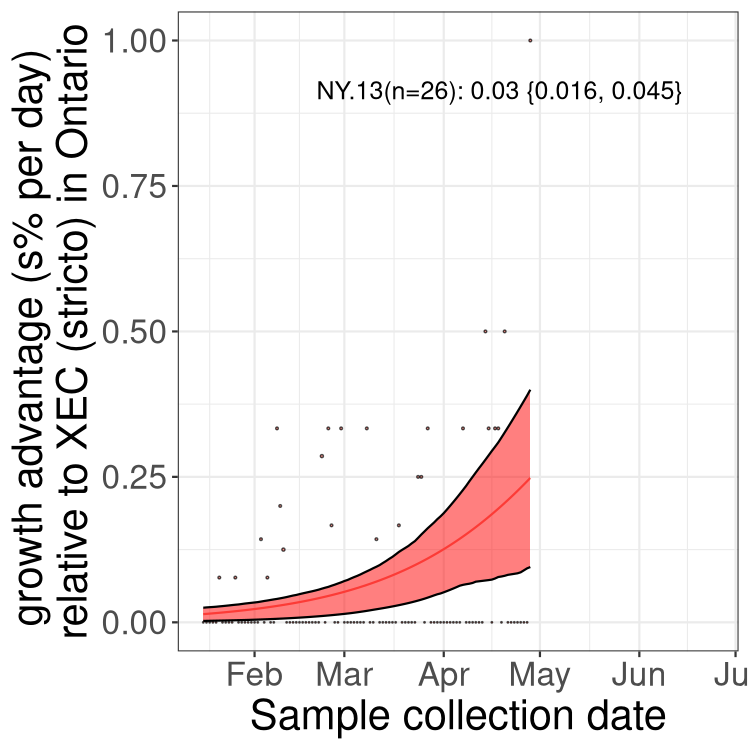 growth advantage (s% per day)
relative to XEC (stricto) in Ontario
1.00
0.75
0.50
0.25
0.00
NY.13(n=26): 0.03 {0.016, 0.045}
Feb Mar Apr May Jun Ju
Sample collection date